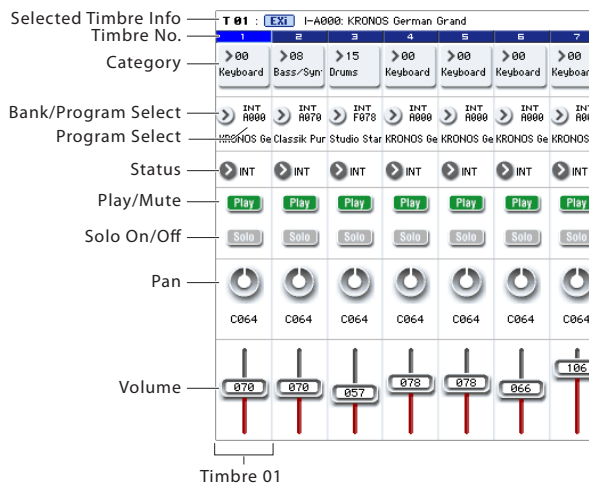 Selected Timbre Info T 01 : EXi I-A000: KRONOS German Grand
Timbre No. 1 2 3 4 5 6 7
Category >00 >08 >15 >00 >00 >00 >00
Keyboard Bass/Syn Drums Keyboard Keyboard Keyboard Keyboar
Bank/Program Select INT INT INT INT INT INT INT
A000 A070 F078 A000 A000 A000 A00
Program Select KRONOS Ge Classik Pur Studio Star KRONOS Ge KRONOS Ge KRONOS Ge KRONOS
Status INT INT INT INT INT INT INT
Play/Mute Play Play Play Play Play Play Play
Solo On/Off Solo Solo Solo Solo Solo Solo Solo
Pan
C064 C064 C064 C064 C064 C064 C064
Volume 070 070 057 078 078 066 106
Timbre 01